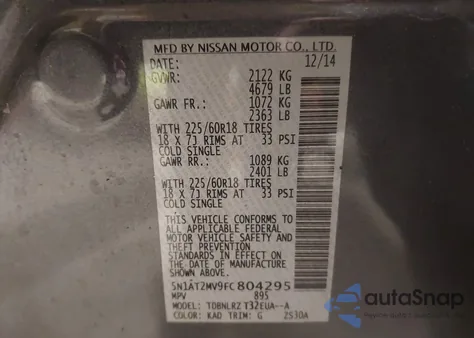 MFD BY NISSAN MOTOR CO., LTD.
DATE: 12/14
GVWR: 2122 KG
4679 LB
GAWR FR.: 1072 KG
2363 LB
WITH 225/60R18 TIRES
18 X 7J RIMS AT 33 PSI
COLD SINGLE
GAWR RR.: 1089 KG
2401 LB
WITH 225/60R18 TIRES
18 X 7J RIMS AT 33 PSI
COLD SINGLE
THIS VEHICLE CONFORMS TO
ALL APPLICABLE FEDERAL
MOTOR VEHICLE SAFETY AND
THEFT PREVENTION
STANDARDS IN EFFECT ON
THE DATE OF MANUFACTURE
SHOWN ABOVE.
5N1AT2MV9FC804295
MPV 895
MODEL: TDBNLRZ T32EUA--A
COLOR: KAD TRIM: G 2530A
autoSnap